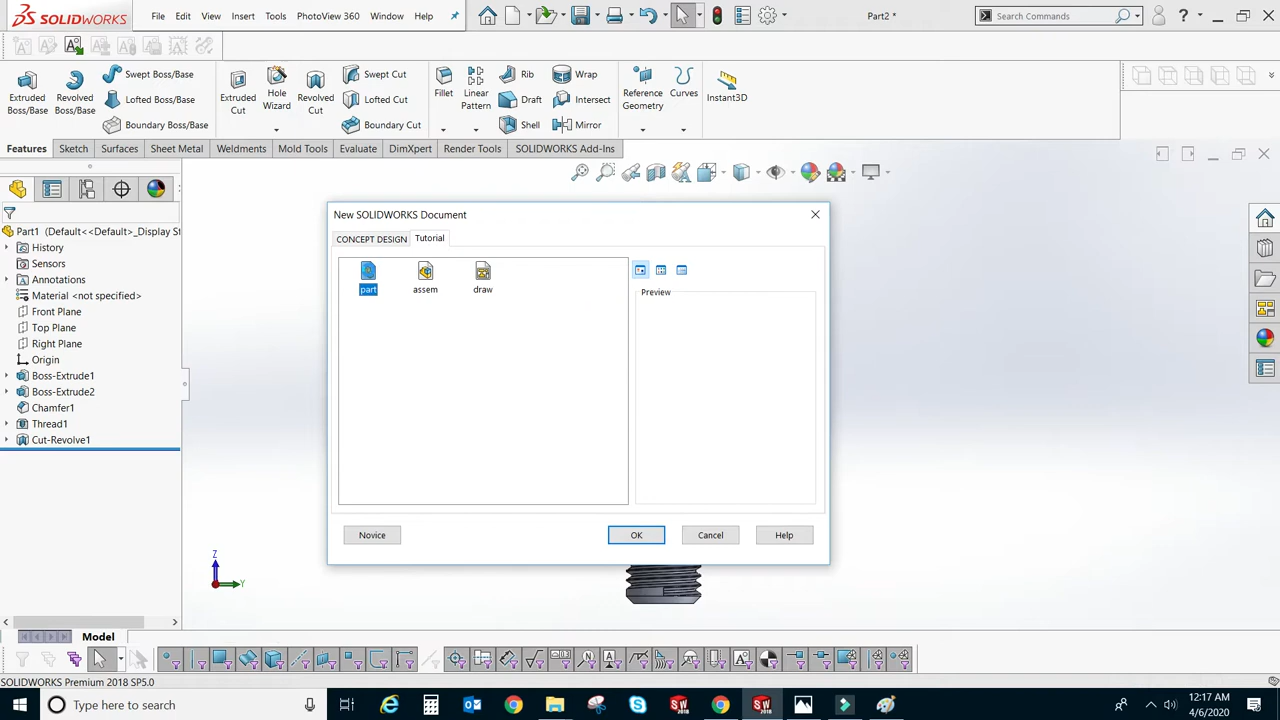 SOLIDWORKS File Edit View Insert Tools PhotoView 360 Window Help Part2 * Search Commands ?
Extruded Boss/Base Revolved Boss/Base Swept Boss/Base Lofted Boss/Base Boundary Boss/Base Extruded Cut Hole Wizard Revolved Cut Swept Cut Lofted Cut Boundary Cut Fillet Linear Pattern Rib Draft Shell Wrap Intersect Mirror Reference Geometry Curves Instant3D
Features Sketch Surfaces Sheet Metal Weldments Mold Tools Evaluate DimXpert Render Tools SOLIDWORKS Add-Ins
Part1 (Default<<Default>_Display St
History
Sensors
Annotations
Material <not specified>
Front Plane
Top Plane
Right Plane
Origin
Boss-Extrude1
Boss-Extrude2
Chamfer1
Thread1
Cut-Revolve1
New SOLIDWORKS Document
CONCEPT DESIGN Tutorial
part assem draw
Preview
Novice OK Cancel Help
Z
Y
Model
SOLIDWORKS Premium 2018 SP5.0
Type here to search
12:17 AM
4/6/2020